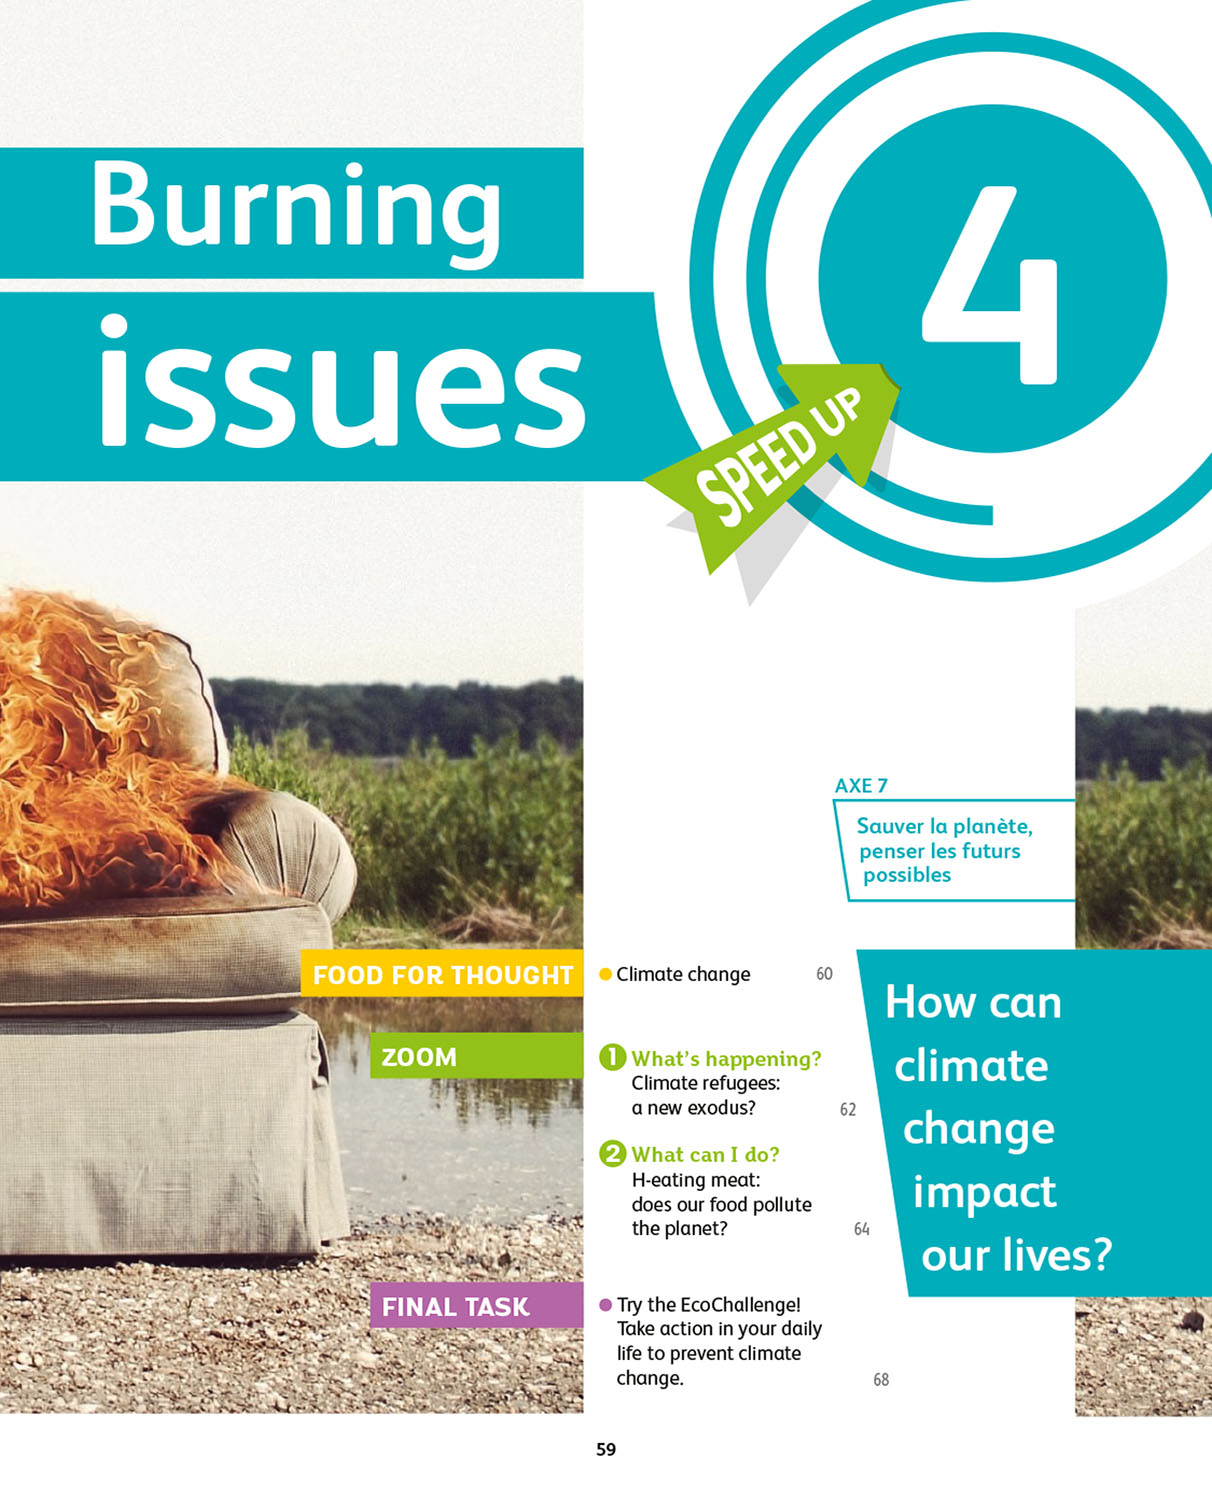 Burning
issues
4
SPEED UP
AXE 7
Sauver la planète,
penser les futurs
possibles
FOOD FOR THOUGHT
Climate change 60
ZOOM
1 What's happening?
Climate refugees:
a new exodus? 62
2 What can I do?
H-eating meat:
does our food pollute
the planet? 64
FINAL TASK
Try the EcoChallenge!
Take action in your daily
life to prevent climate
change. 68
How can
climate
change
impact
our lives?
59